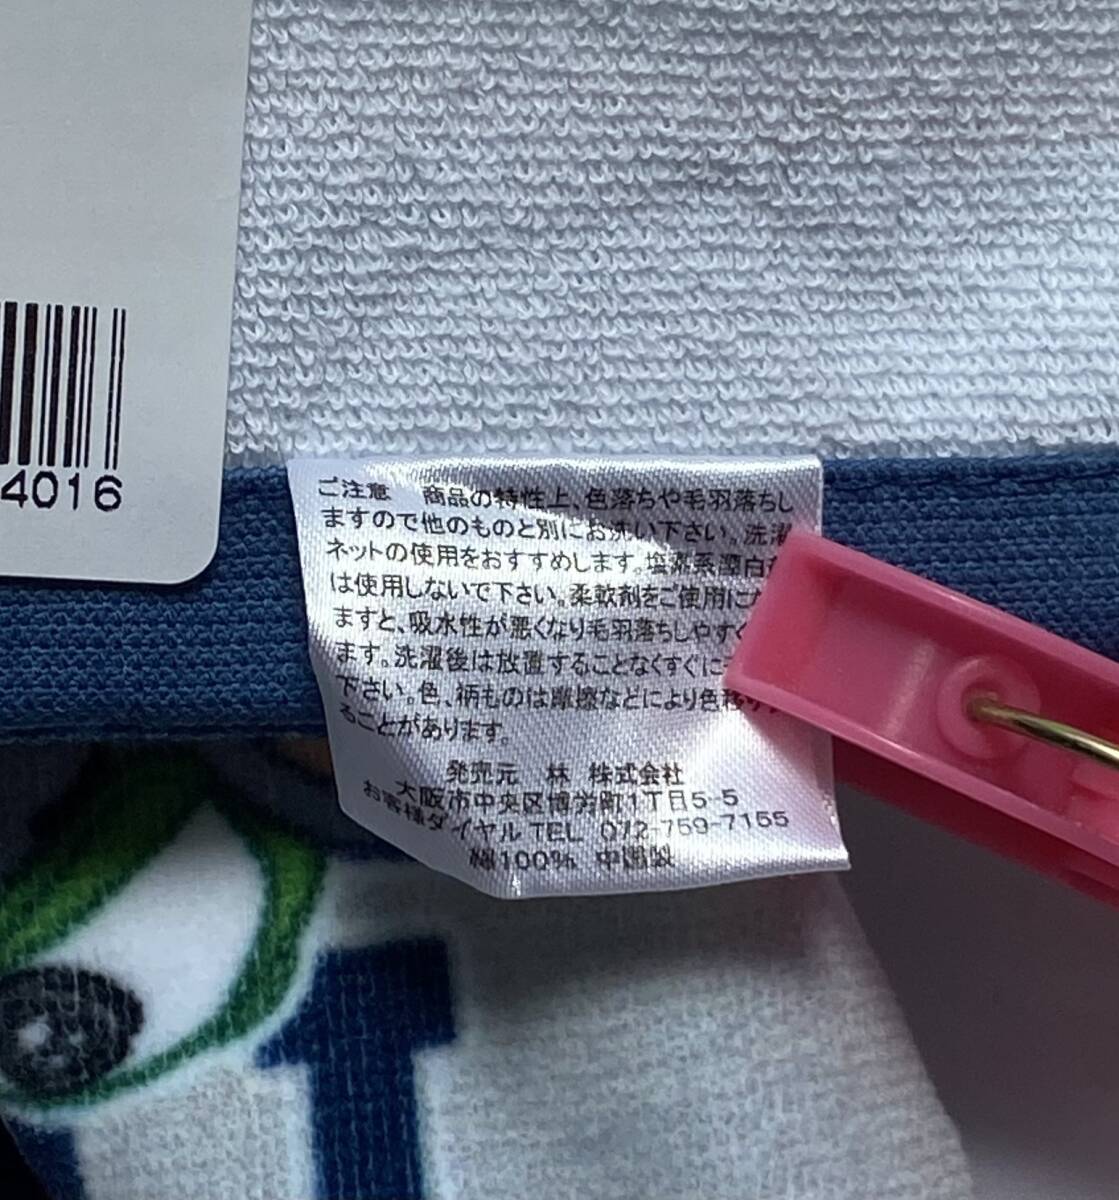 4016
ご注意 商品の特性上、色落ちや毛羽落ちし
ますので他のものと別にお洗い下さい。洗濯
ネットの使用をおすすめします。塩素系漂白
は使用しないで下さい。柔軟剤をご使用にな
ますと、吸水性が悪くなり毛羽落ちしやすく
ます。洗濯後は放置することなくすぐに
下さい。色、柄ものは摩擦などにより色移り
ることがあります。
発売元 林 株式会社
大阪市中央区博労町1丁目5-5
お客様ダイヤル TEL 072-759-7155
綿100% 中国製